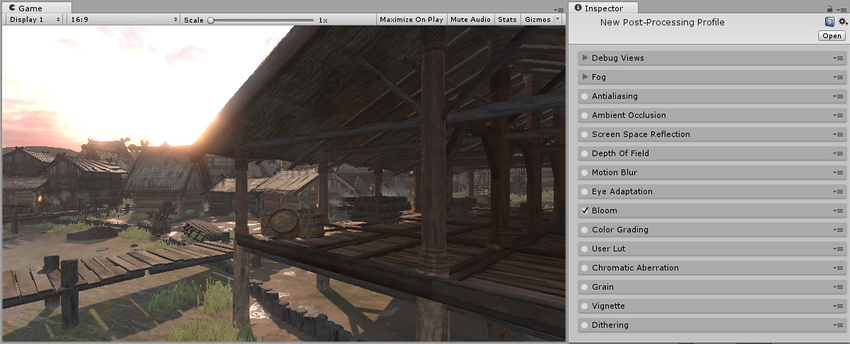 Game
Display 1 16:9 Scale 1x Maximize On Play Mute Audio Stats Gizmos
Inspector
New Post-Processing Profile
Open
Debug Views
Fog
Antialiasing
Ambient Occlusion
Screen Space Reflection
Depth Of Field
Motion Blur
Eye Adaptation
Bloom
Color Grading
User Lut
Chromatic Aberration
Grain
Vignette
Dithering